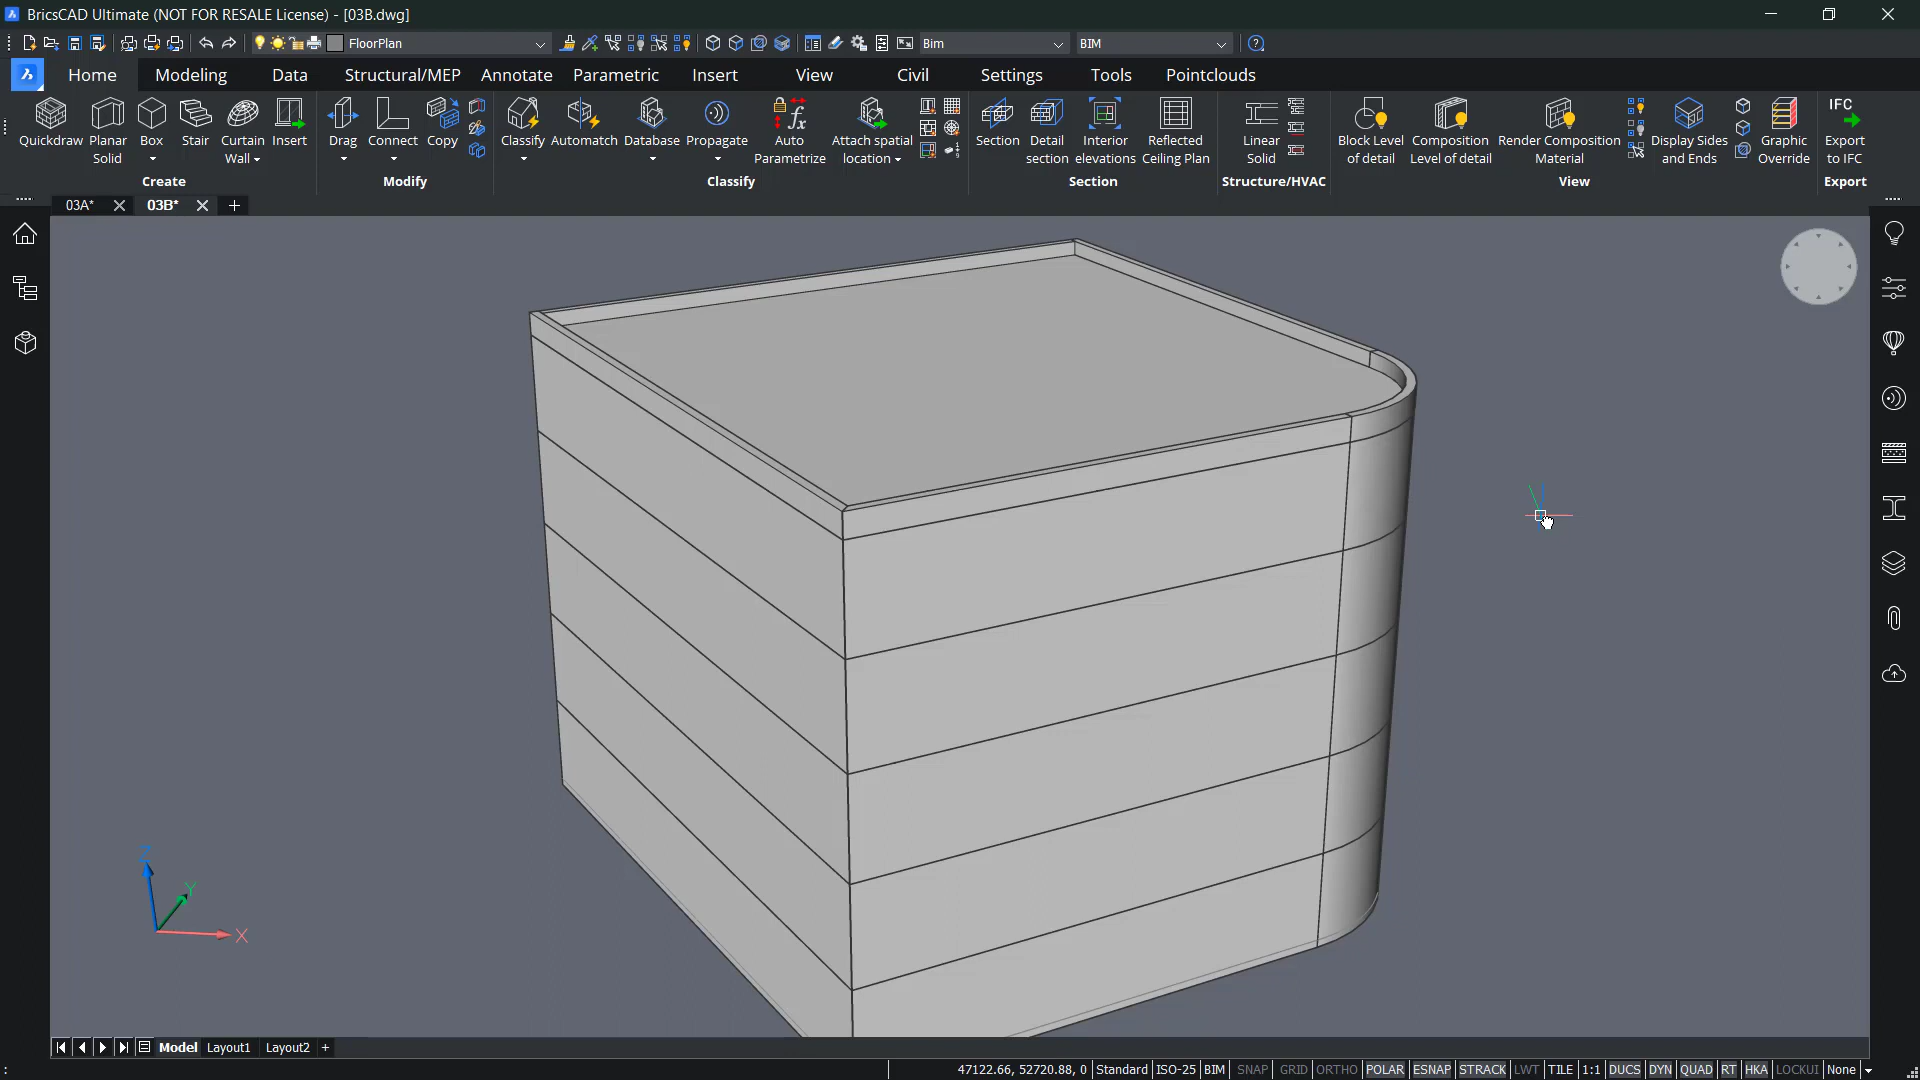 BricsCAD Ultimate (NOT FOR RESALE License) - [03B.dwg]
FloorPlan
Bim
BIM
Home Modeling Data Structural/MEP Annotate Parametric Insert View Civil Settings Tools Pointclouds
Quickdraw
Planar
Solid
Box
Stair
Curtain
Wall
Insert
Create
Drag
Connect
Copy
Modify
Classify
Automatch
Database
Propagate
Auto
Parametrize
Attach spatial
location
Classify
Section
Detail
section
Interior
elevations
Reflected
Ceiling Plan
Section
Linear
Solid
Structure/HVAC
Block Level
of detail
Composition
Level of detail
Render Composition
Material
Display Sides
and Ends
Graphic
Override
View
IFC
Export
to IFC
Export
03A* 03B*
Z
Y
X
Model Layout1 Layout2 +
: 47122.66, 52720.88, 0 Standard ISO-25 BIM SNAP GRID ORTHO POLAR ESNAP STRACK LWT TILE 1:1 DUCS DYN QUAD RT HKA LOCKUI None